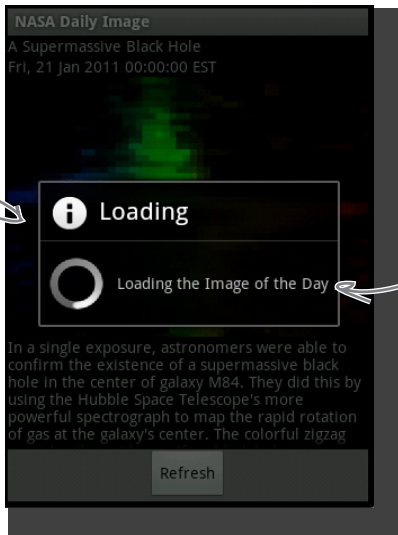 NASA Daily Image
A Supermassive Black Hole
Fri, 21 Jan 2011 00:00:00 EST
Loading
Loading the Image of the Day
In a single exposure, astronomers were able to
confirm the existence of a supermassive black
hole in the center of galaxy M84. They did this by
using the Hubble Space Telescope's more
powerful spectrograph to map the rapid rotation
of gas at the galaxy's center. The colorful zigzag
Refresh